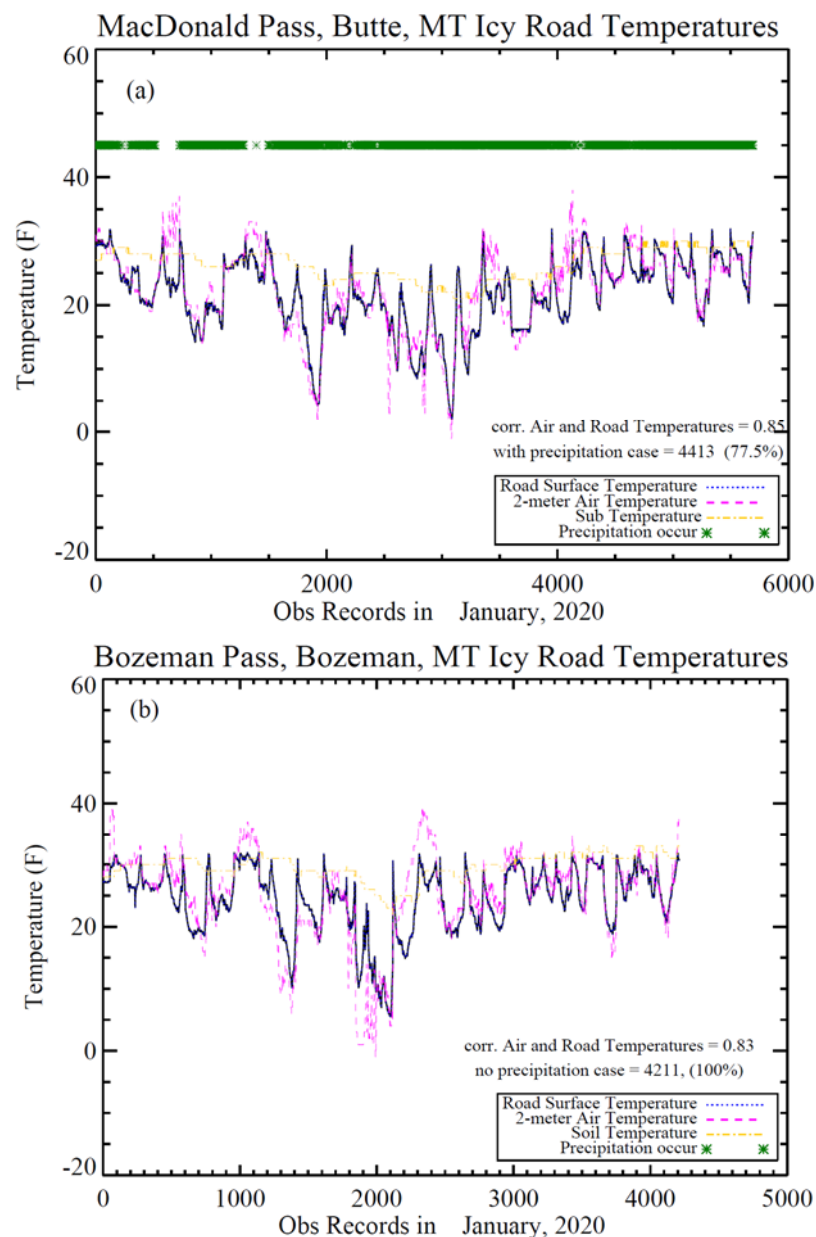 MacDonald Pass, Butte, MT Icy Road Temperatures
(a)
60
40
20
0
-20
Temperature (F)
corr. Air and Road Temperatures = 0.85
with precipitation case = 4413 (77.5%)
Road Surface Temperature
2-meter Air Temperature
Sub Temperature
Precipitation occur
0 2000 4000 6000
Obs Records in January, 2020
Bozeman Pass, Bozeman, MT Icy Road Temperatures
(b)
60
40
20
0
-20
Temperature (F)
corr. Air and Road Temperatures = 0.83
no precipitation case = 4211, (100%)
Road Surface Temperature
2-meter Air Temperature
Soil Temperature
Precipitation occur
0 1000 2000 3000 4000 5000
Obs Records in January, 2020